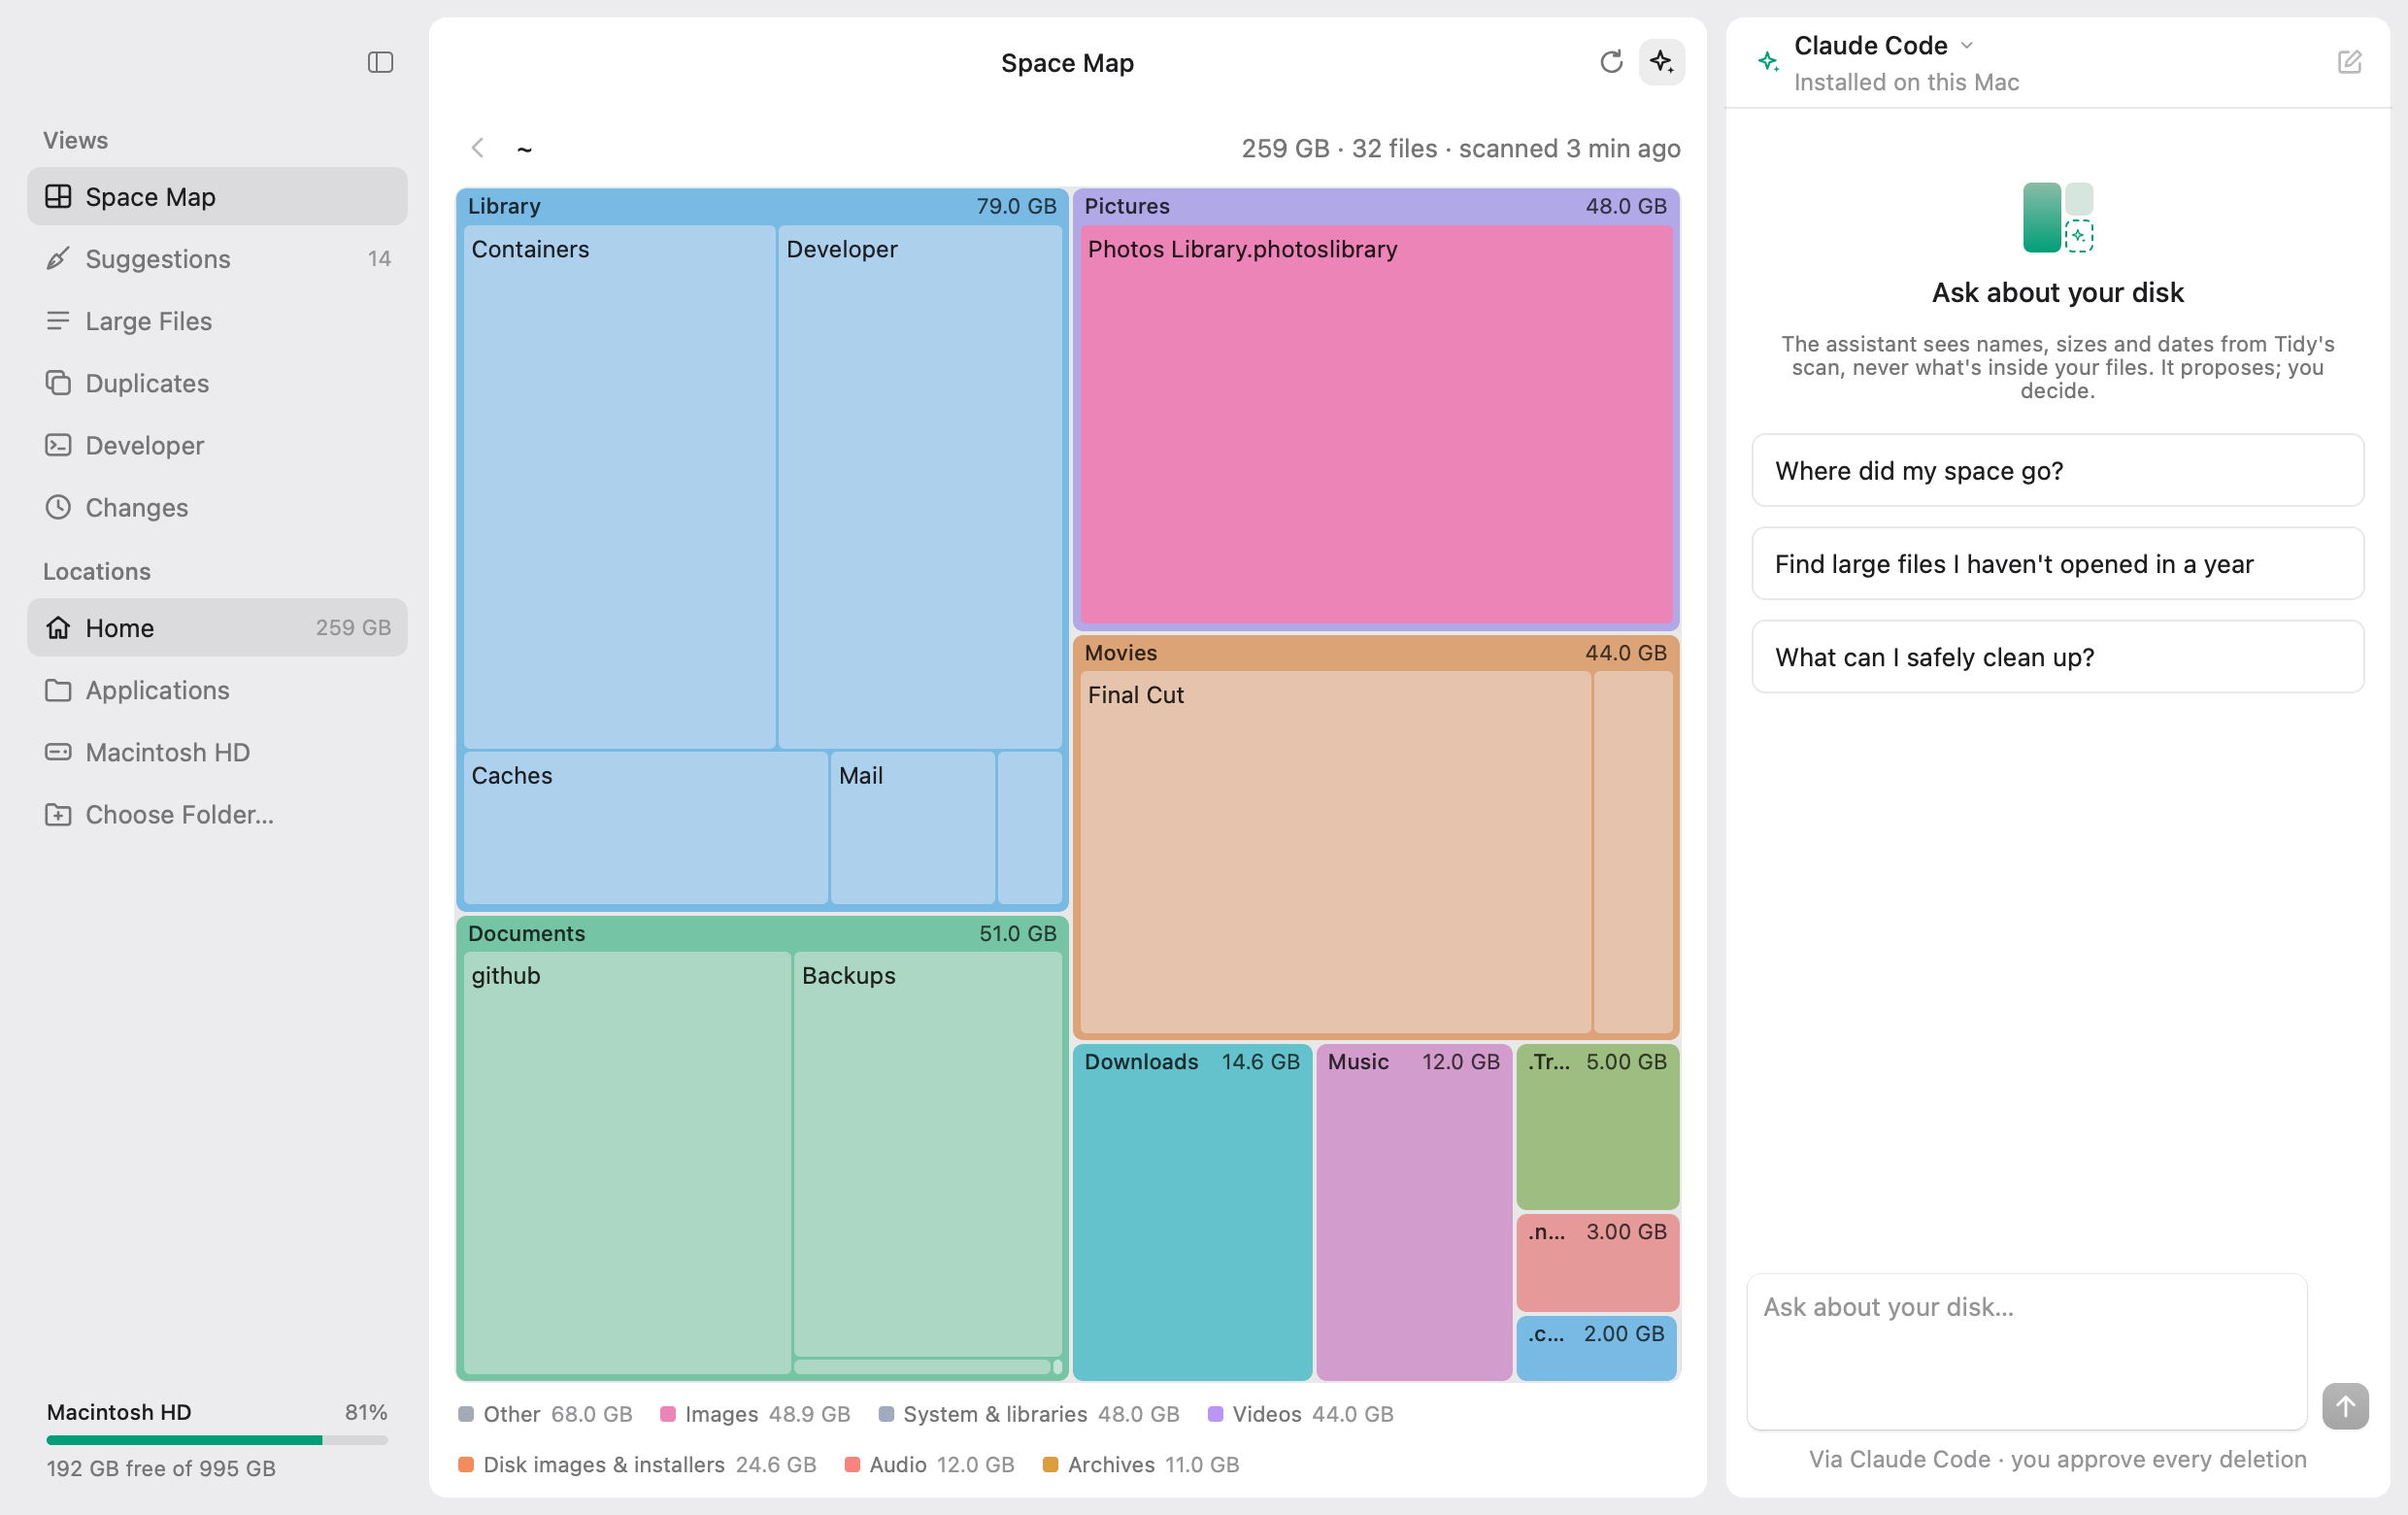 Views
Space Map
Suggestions 14
Large Files
Duplicates
Developer
Changes
Locations
Home 259 GB
Applications
Macintosh HD
Choose Folder...
Macintosh HD 81%
192 GB free of 995 GB
Space Map
~ 259 GB · 32 files · scanned 3 min ago
Library 79.0 GB
Containers
Developer
Caches
Mail
Documents 51.0 GB
github
Backups
Pictures 48.0 GB
Photos Library.photoslibrary
Movies 44.0 GB
Final Cut
Downloads 14.6 GB
Music 12.0 GB
.Tr... 5.00 GB
.n... 3.00 GB
.c... 2.00 GB
Other 68.0 GB Images 48.9 GB System & libraries 48.0 GB Videos 44.0 GB
Disk images & installers 24.6 GB Audio 12.0 GB Archives 11.0 GB
Claude Code
Installed on this Mac
Ask about your disk
The assistant sees names, sizes and dates from Tidy's
scan, never what's inside your files. It proposes; you
decide.
Where did my space go?
Find large files I haven't opened in a year
What can I safely clean up?
Ask about your disk...
Via Claude Code · you approve every deletion